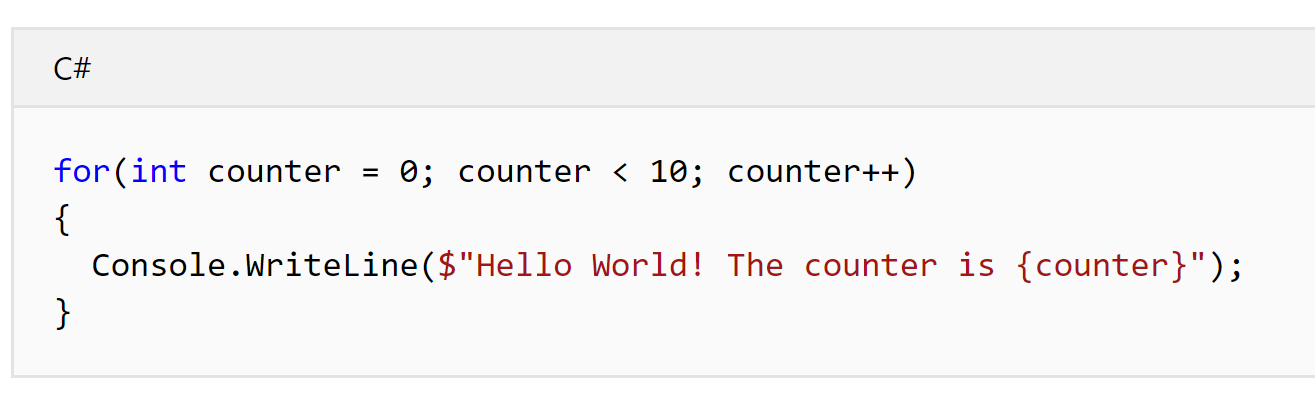 C#
for(int counter = 0; counter < 10; counter++)
{
  Console.WriteLine($"Hello World! The counter is {counter}");
}